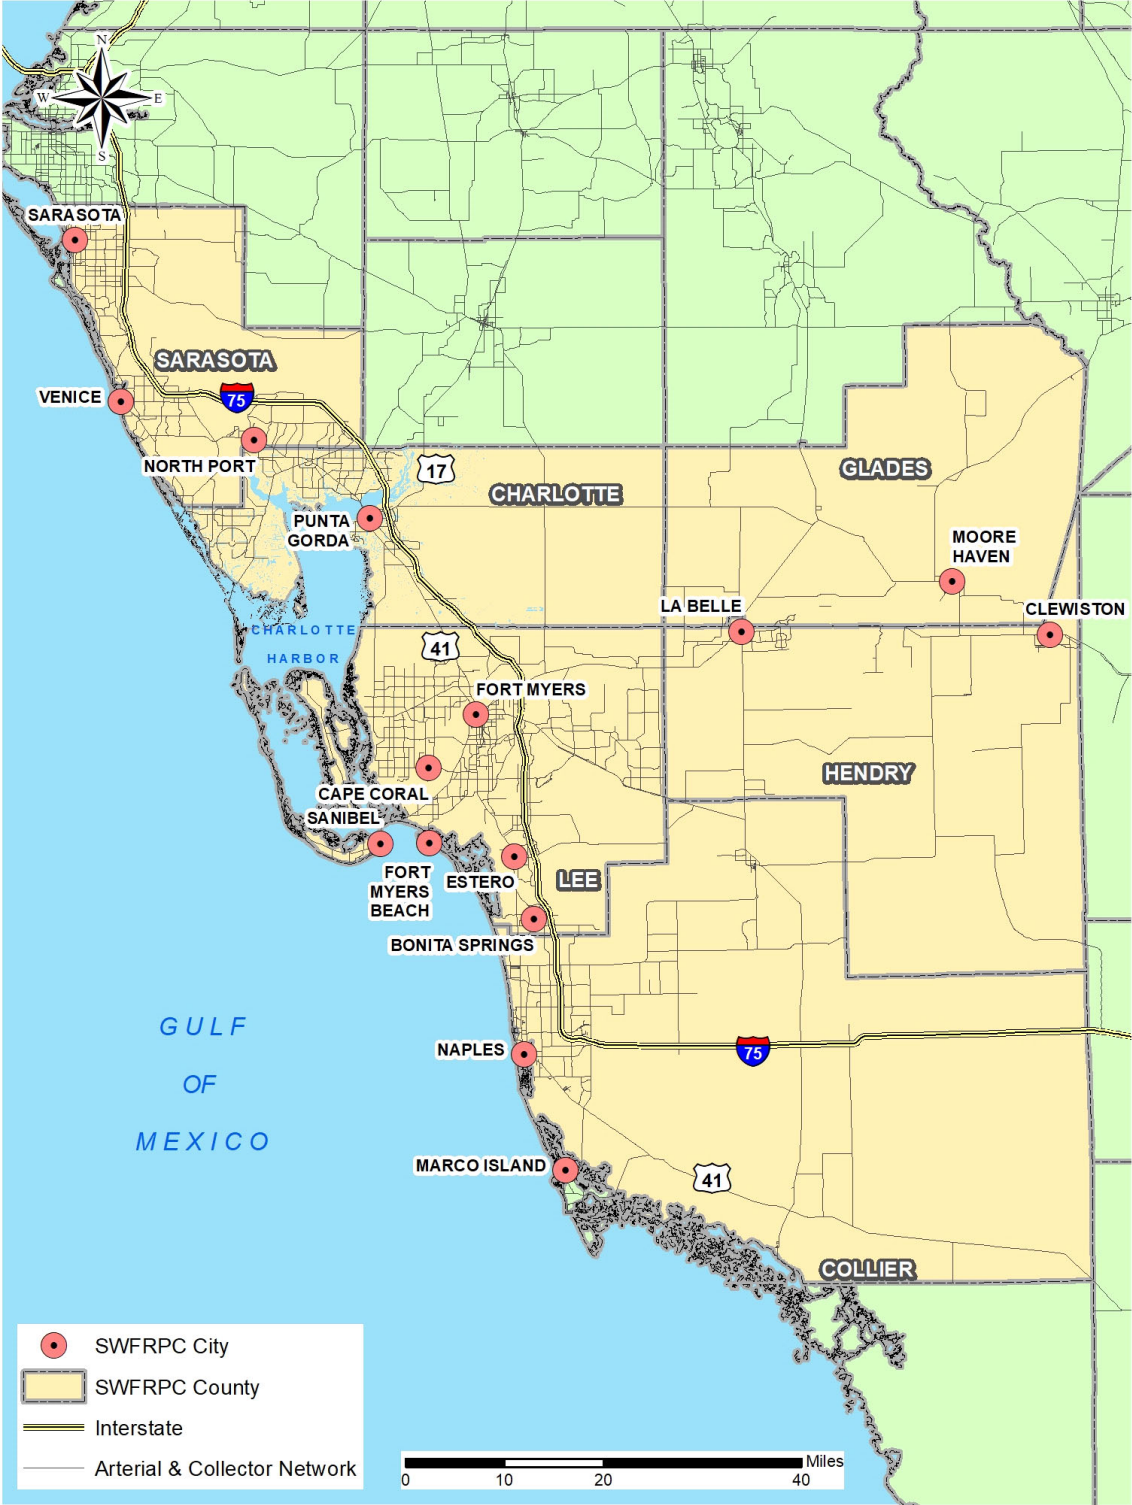 N
W
E
S
SARASOTA
SARASOTA
VENICE
75
NORTH PORT
17
CHARLOTTE
GLADES
PUNTA
GORDA
MOORE
HAVEN
LA BELLE
CLEWISTON
CHARLOTTE
HARBOR
41
FORT MYERS
HENDRY
CAPE CORAL
SANIBEL
FORT
MYERS
BEACH
ESTERO
LEE
BONITA SPRINGS
GULF
OF
MEXICO
NAPLES
75
MARCO ISLAND
41
COLLIER
SWFRPC City
SWFRPC County
Interstate
Arterial & Collector Network
Miles
0 10 20 40